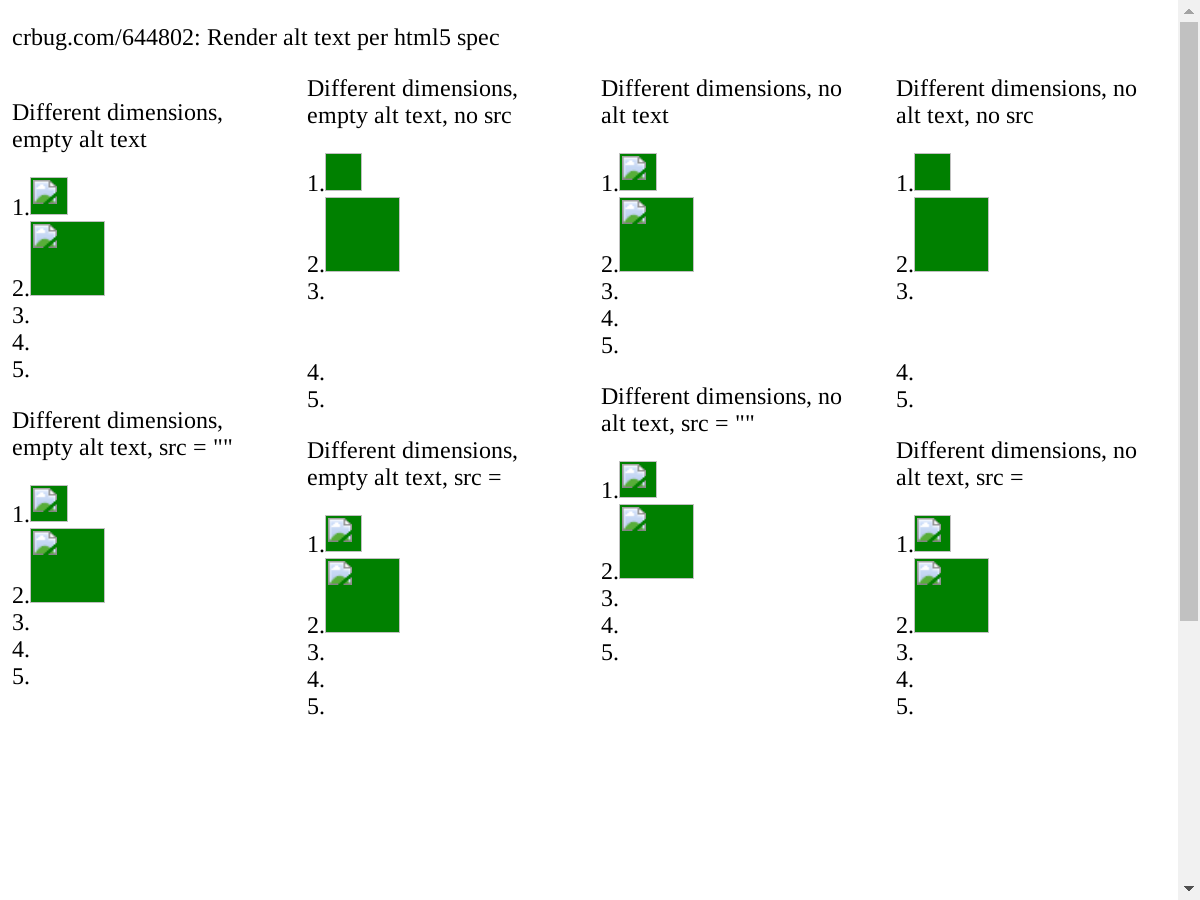 crbug.com/644802: Render alt text per html5 spec
Different dimensions,
empty alt text
1.
2.
3.
4.
5.
Different dimensions,
empty alt text, src = ""
1.
2.
3.
4.
5.
Different dimensions,
empty alt text, no src
1.
2.
3.
4.
5.
Different dimensions,
empty alt text, src =
1.
2.
3.
4.
5.
Different dimensions, no
alt text
1.
2.
3.
4.
5.
Different dimensions, no
alt text, src = ""
1.
2.
3.
4.
5.
Different dimensions, no
alt text, no src
1.
2.
3.
4.
5.
Different dimensions, no
alt text, src =
1.
2.
3.
4.
5.